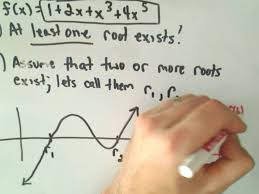 f(x) = 1+2x+x³+4x⁵
) At least one root exists!
) Assume that two or more roots
exist; lets call them r₁, r
r₁ r₂